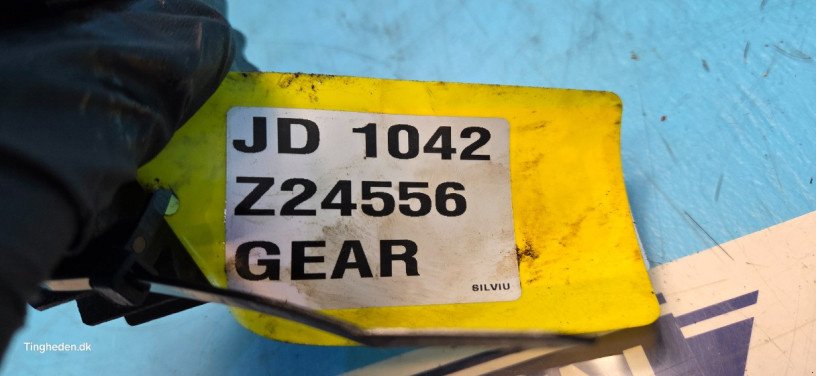 JD 1042
Z24556
GEAR
SILVIU
Tingheden.dk